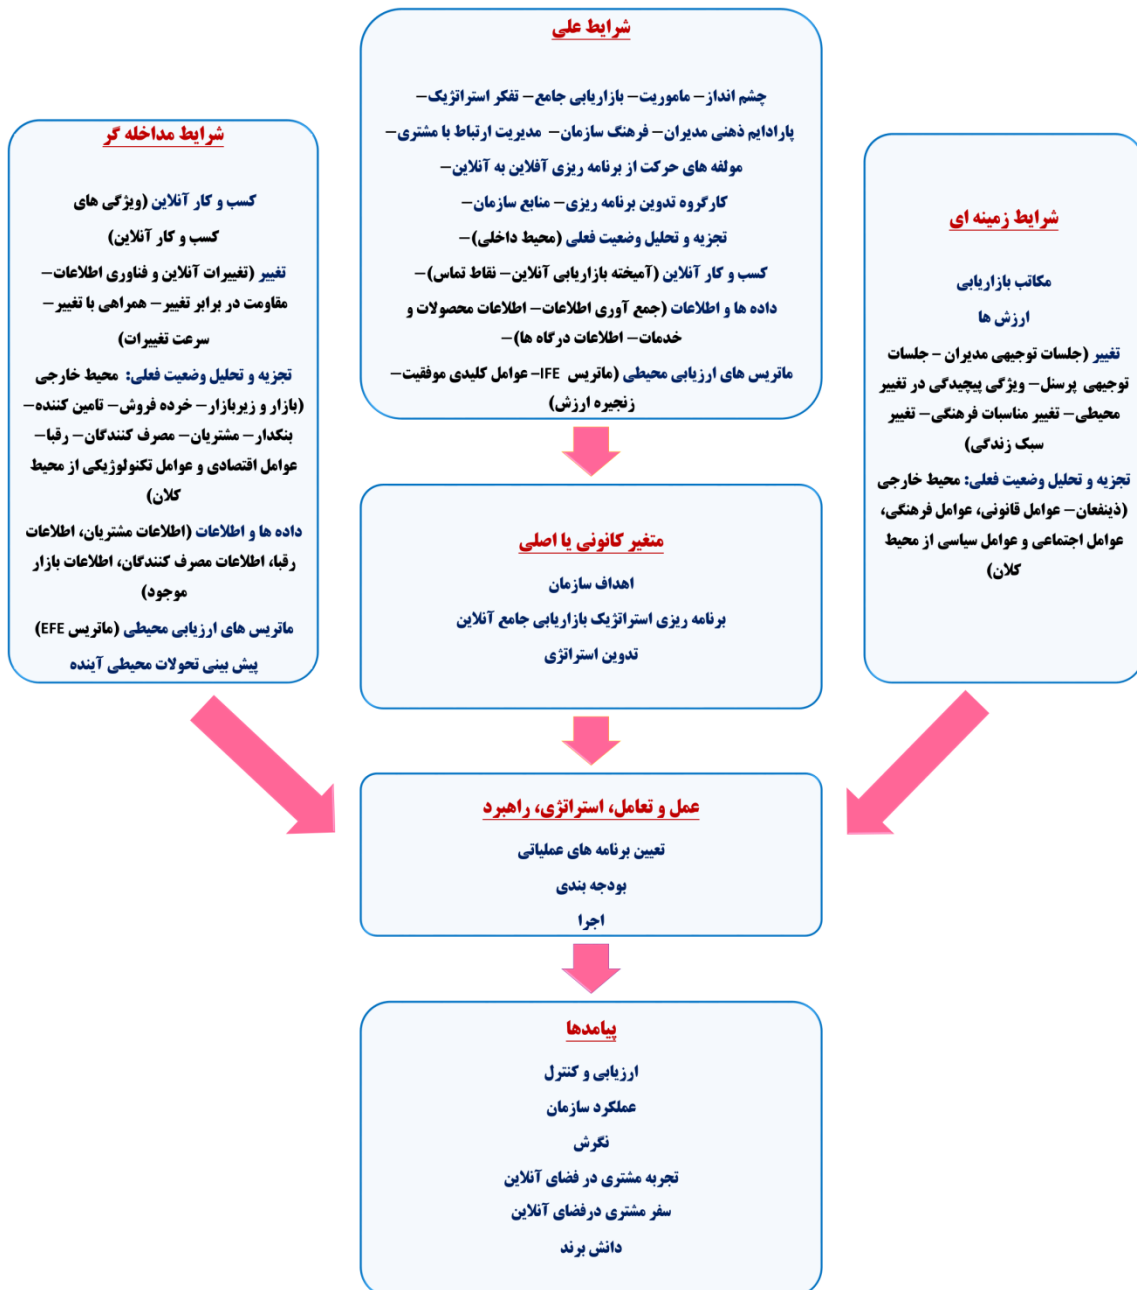 شرایط علی
چشم انداز– ماموریت– بازاریابی جامع– تفکر استراتژیک–
پارادایم ذهنی مدیران– فرهنگ سازمان– مدیریت ارتباط با مشتری–
مولفه های حرکت از برنامه ریزی آفلاین به آنلاین–
کارگروه تدوین برنامه ریزی– منابع سازمان–
تجزیه و تحلیل وضعیت فعلی (محیط داخلی)–
کسب و کار آنلاین (آمیخته بازاریابی آنلاین– نقاط تماس)–
داده ها و اطلاعات (جمع آوری اطلاعات– اطلاعات محصولات و
خدمات– اطلاعات درگاه ها)–
ماتریس های ارزیابی محیطی (ماتریس IFE– عوامل کلیدی موفقیت–
زنجیره ارزش)
شرایط زمینه ای
مکاتب بازاریابی
ارزش ها
تغییر (جلسات توجیهی مدیران – جلسات
توجیهی پرسنل– ویژگی پیچیدگی در تغییر
محیطی– تغییر مناسبات فرهنگی– تغییر
سبک زندگی)
تجزیه و تحلیل وضعیت فعلی: محیط خارجی
(ذینفعان– عوامل قانونی، عوامل فرهنگی،
عوامل اجتماعی و عوامل سیاسی از محیط
کلان)
شرایط مداخله گر
کسب و کار آنلاین (ویژگی های
کسب و کار آنلاین)
تغییر (تغییرات آنلاین و فناوری اطلاعات–
مقاومت در برابر تغییر– همراهی با تغییر–
سرعت تغییرات)
تجزیه و تحلیل وضعیت فعلی: محیط خارجی
(بازار و زیربازار– خرده فروش– تامین کننده–
بنکدار– مشتریان– مصرف کنندگان– رقبا–
عوامل اقتصادی و عوامل تکنولوژیکی از محیط
کلان)
داده ها و اطلاعات (اطلاعات مشتریان، اطلاعات
رقبا، اطلاعات مصرف کنندگان، اطلاعات بازار
موجود)
ماتریس های ارزیابی محیطی (ماتریس EFE)
پیش بینی تحولات محیطی آینده
متغیر کانونی یا اصلی
اهداف سازمان
برنامه ریزی استراتژیک بازاریابی جامع آنلاین
تدوین استراتژی
عمل و تعامل، استراتژی، راهبرد
تعیین برنامه های عملیاتی
بودجه بندی
اجرا
پیامدها
ارزیابی و کنترل
عملکرد سازمان
نگرش
تجربه مشتری در فضای آنلاین
سفر مشتری درفضای آنلاین
دانش برند